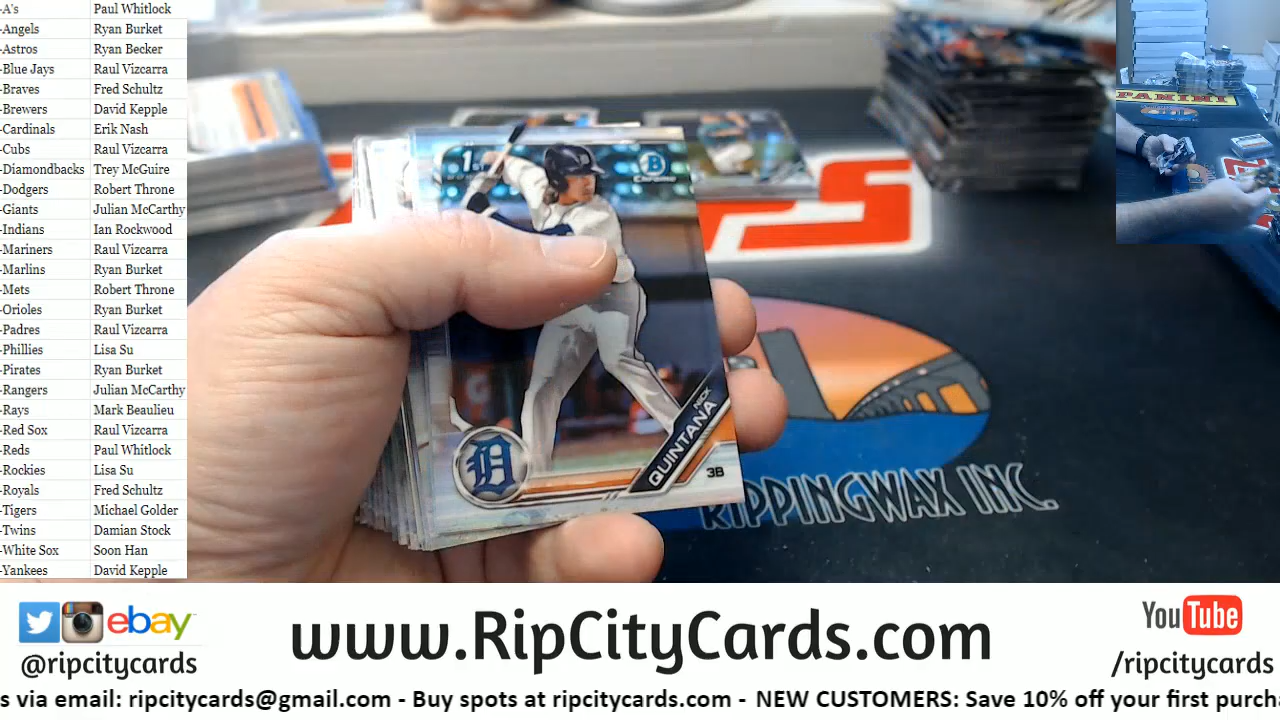 -A's Paul Whitlock
-Angels Ryan Burket
-Astros Ryan Becker
-Blue Jays Raul Vizcarra
-Braves Fred Schultz
-Brewers David Kepple
-Cardinals Erik Nash
-Cubs Raul Vizcarra
-Diamondbacks Trey McGuire
-Dodgers Robert Throne
-Giants Julian McCarthy
-Indians Ian Rockwood
-Mariners Raul Vizcarra
-Marlins Ryan Burket
-Mets Robert Throne
-Orioles Ryan Burket
-Padres Raul Vizcarra
-Phillies Lisa Su
-Pirates Ryan Burket
-Rangers Julian McCarthy
-Rays Mark Beaulieu
-Red Sox Raul Vizcarra
-Reds Paul Whitlock
-Rockies Lisa Su
-Royals Fred Schultz
-Tigers Michael Golder
-Twins Damian Stock
-White Sox Soon Han
-Yankees David Kepple
1st
B
Chrome
NICK
QUINTANA
3B
D
PANINI
S
RIPPINGWAX INC.
ebay
@ripcitycards
www.RipCityCards.com
YouTube
/ripcitycards
s via email: ripcitycards@gmail.com - Buy spots at ripcitycards.com - NEW CUSTOMERS: Save 10% off your first purcha